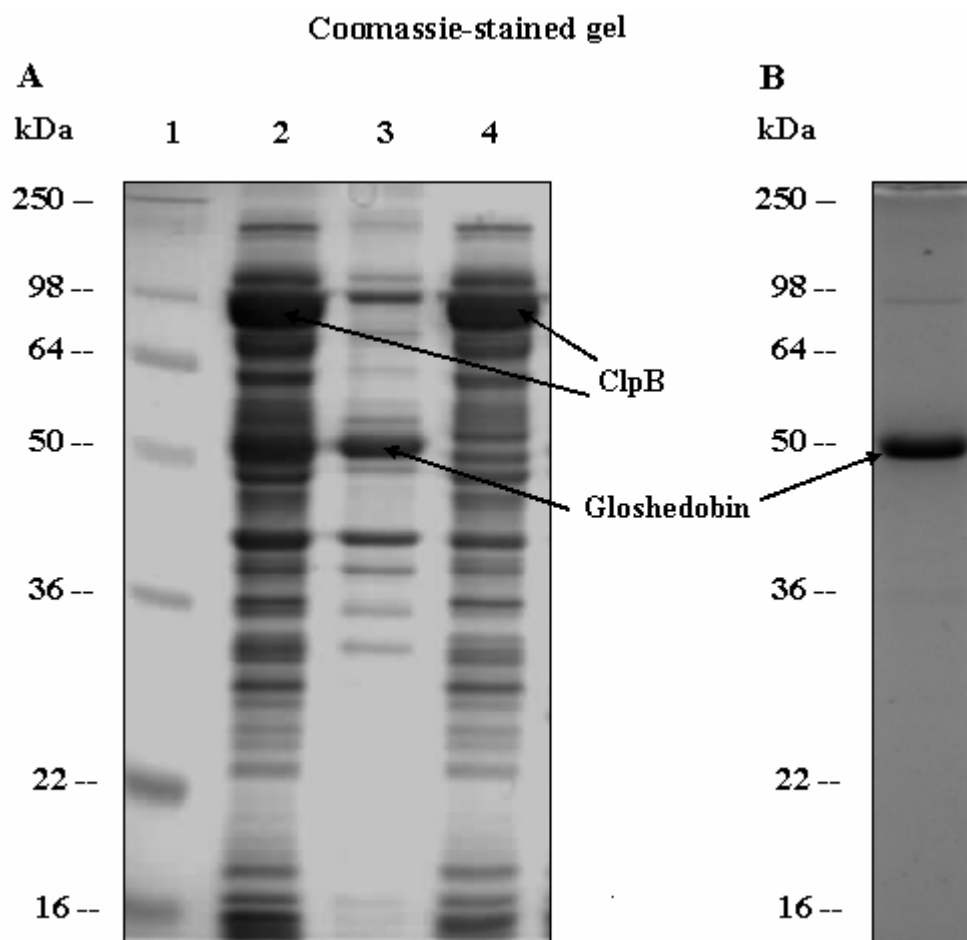 Coomassie-stained gel
A B
kDa 1 2 3 4 kDa
250 -- 250 --
98 -- 98 --
64 -- 64 --
ClpB
50 -- 50 --
Gloshedobin
36 -- 36 --
22 -- 22 --
16 -- 16 --